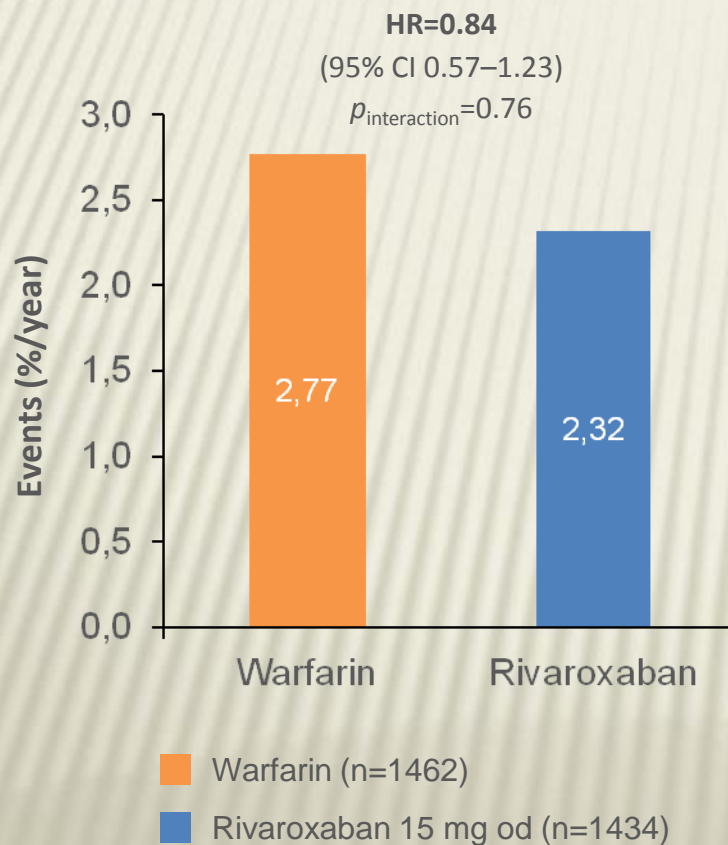 HR=0.84
(95% CI 0.57–1.23)
pinteraction=0.76
Events (%/year)
3,0
2,5
2,0
1,5
1,0
0,5
0,0
2,77
2,32
Warfarin
Rivaroxaban
Warfarin (n=1462)
Rivaroxaban 15 mg od (n=1434)